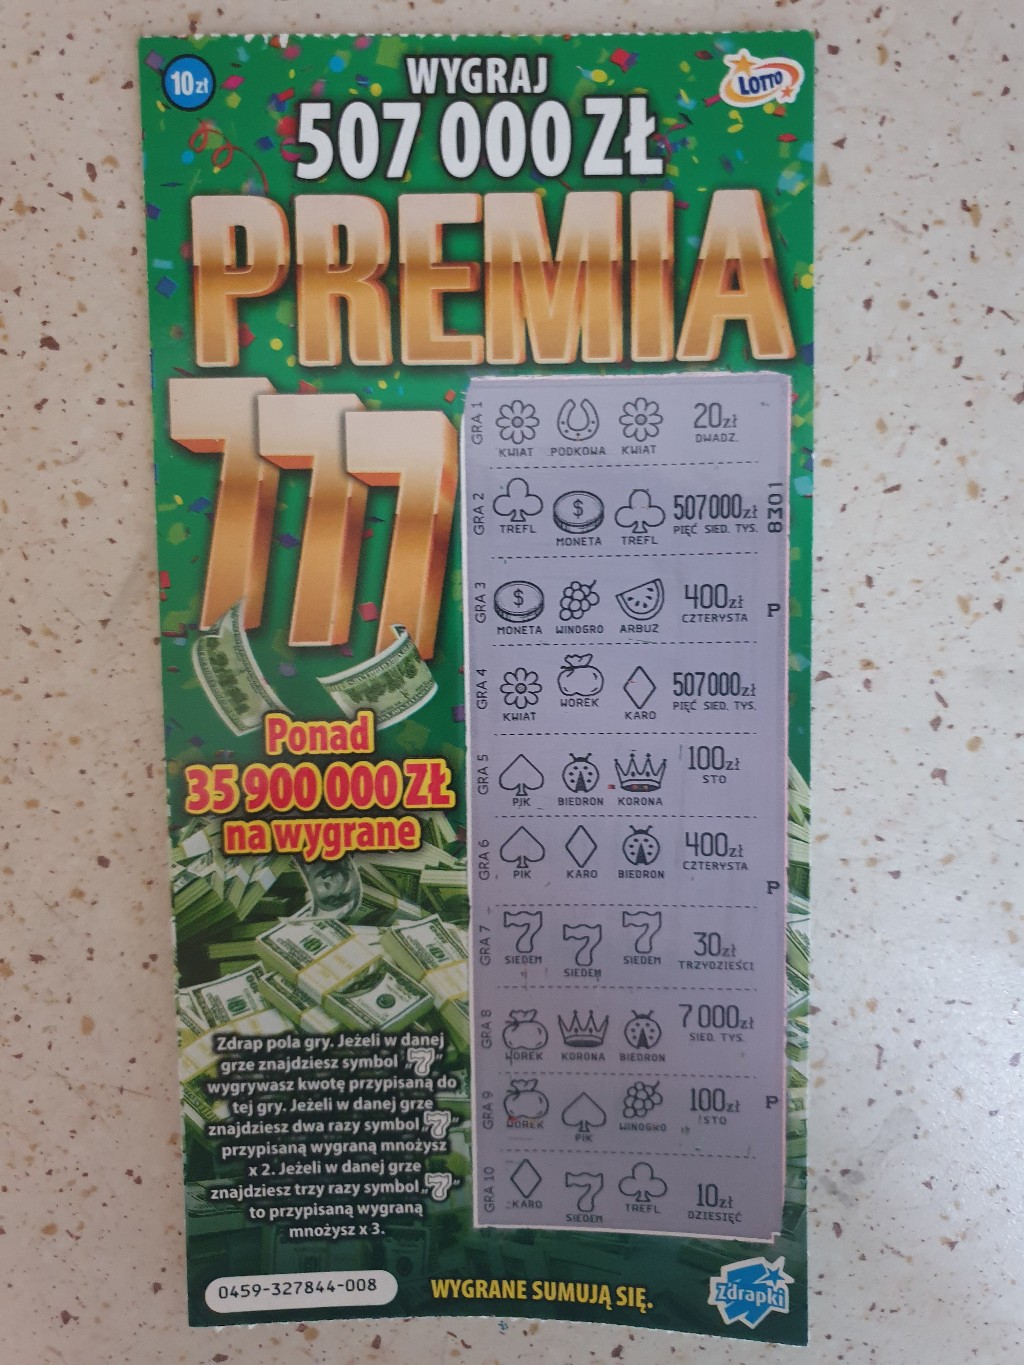 10zł
WYGRAJ
LOTTO
507 000 ZŁ
PREMIA
777
GRA 1
20zł
KWIAT PODKOWA KWIAT DWADZ.
GRA 2
507000zł
TREFL MONETA TREFL PIĘĆ SIED. TYS.
8301
GRA 3
400zł
MONETA WINOGRO ARBUZ CZTERYSTA
P
GRA 4
507000zł
KWIAT WOREK KARO PIĘĆ SIED. TYS.
GRA 5
100zł
PIK BIEDRON KORONA STO
GRA 6
400zł
PIK KARO BIEDRON CZTERYSTA
P
GRA 7
7 7 7 30zł
SIEDEM SIEDEM SIEDEM TRZYDZIEŚCI
GRA 8
7 000zł
WOREK KORONA BIEDRON SIED. TYS.
GRA 9
100zł
WOREK PIK WINOGRO STO
P
GRA 10
7 10zł
KARO SIEDEM TREFL DZIESIĘĆ
Ponad
35 900 000 ZŁ
na wygrane
Zdrap pola gry. Jeżeli w danej
grze znajdziesz symbol „7”
wygrywasz kwotę przypisaną do
tej gry. Jeżeli w danej grze
znajdziesz dwa razy symbol „7”
przypisaną wygraną mnożysz
x 2. Jeżeli w danej grze
znajdziesz trzy razy symbol „7”
to przypisaną wygraną
mnożysz x 3.
0459-327844-008
WYGRANE SUMUJĄ SIĘ.
Zdrapki